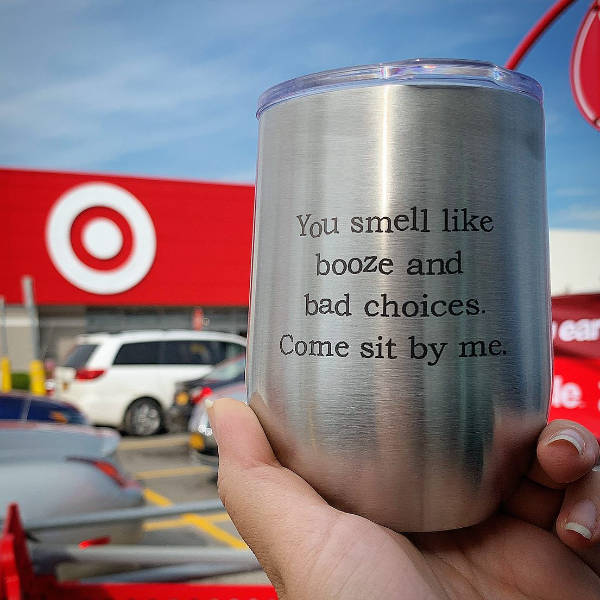 You smell like
booze and
bad choices.
Come sit by me.